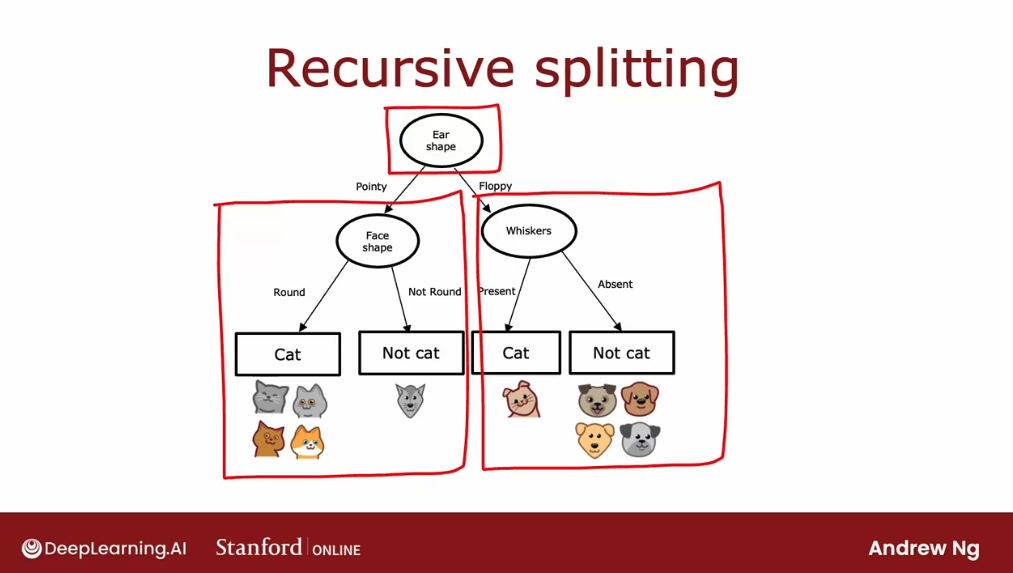 Recursive splitting
Ear
shape
Pointy
Floppy
Face
shape
Whiskers
Round
Not Round
Present
Absent
Cat
Not cat
Cat
Not cat
DeepLearning.AI
Stanford ONLINE
Andrew Ng